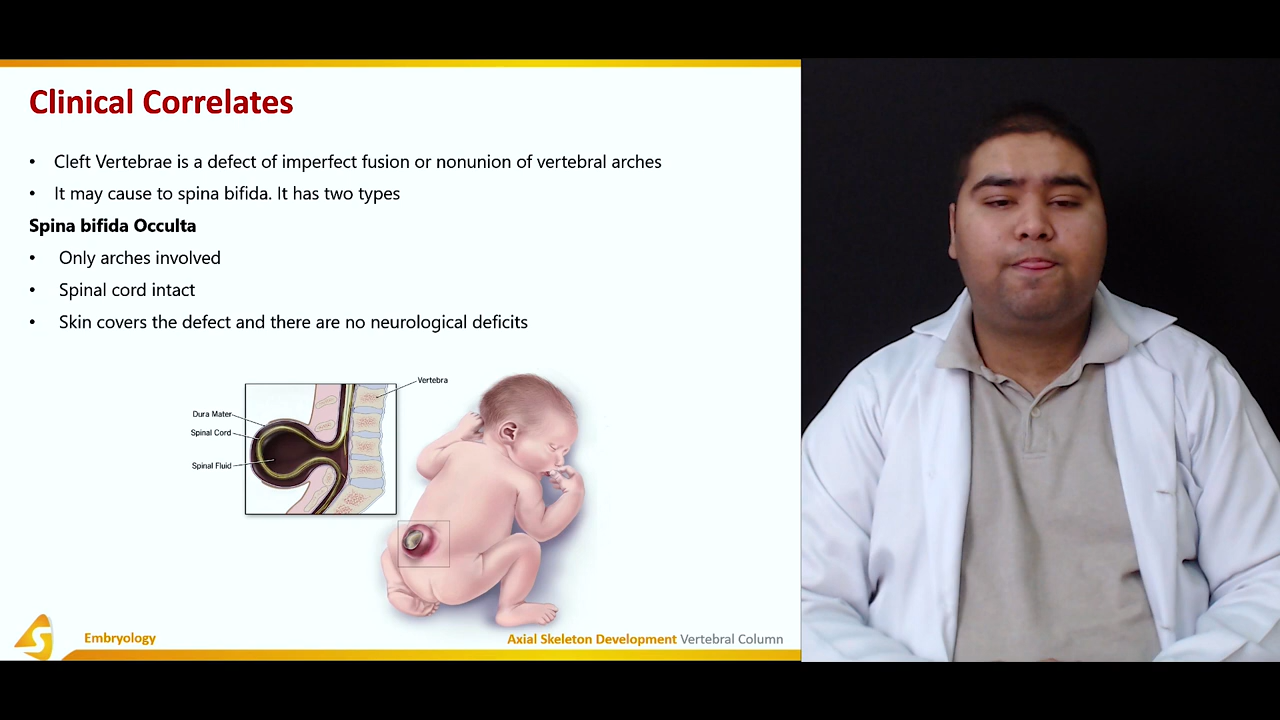 Clinical Correlates
• Cleft Vertebrae is a defect of imperfect fusion or nonunion of vertebral arches
• It may cause to spina bifida. It has two types
Spina bifida Occulta
• Only arches involved
• Spinal cord intact
• Skin covers the defect and there are no neurological deficits
Vertebra
Dura Mater
Spinal Cord
Spinal Fluid
S
Embryology
Axial Skeleton Development Vertebral Column